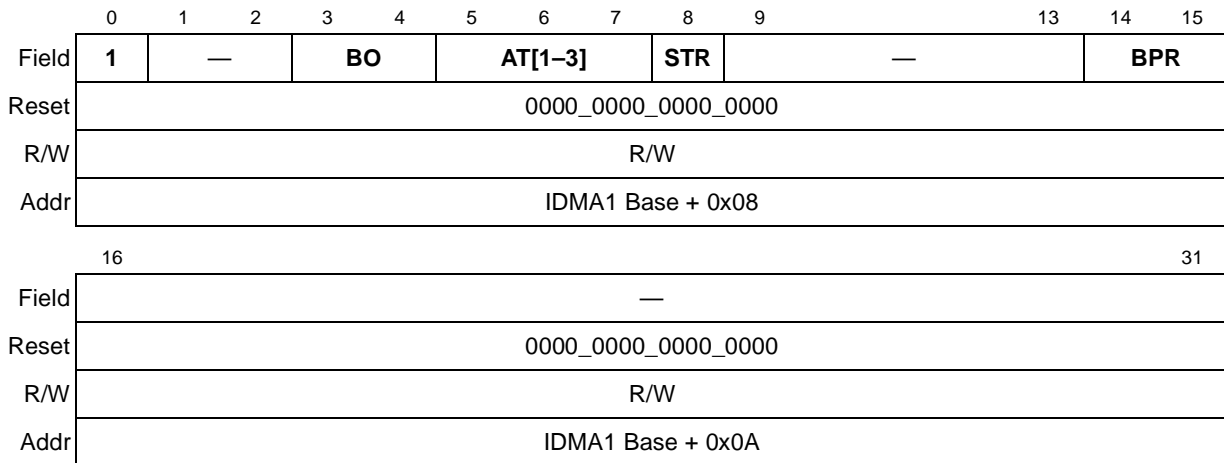 0 1 2 3 4 5 6 7 8 9 13 14 15
Field 1 — BO AT[1–3] STR — BPR
Reset 0000_0000_0000_0000
R/W R/W
Addr IDMA1 Base + 0x08
16 31
Field —
Reset 0000_0000_0000_0000
R/W R/W
Addr IDMA1 Base + 0x0A